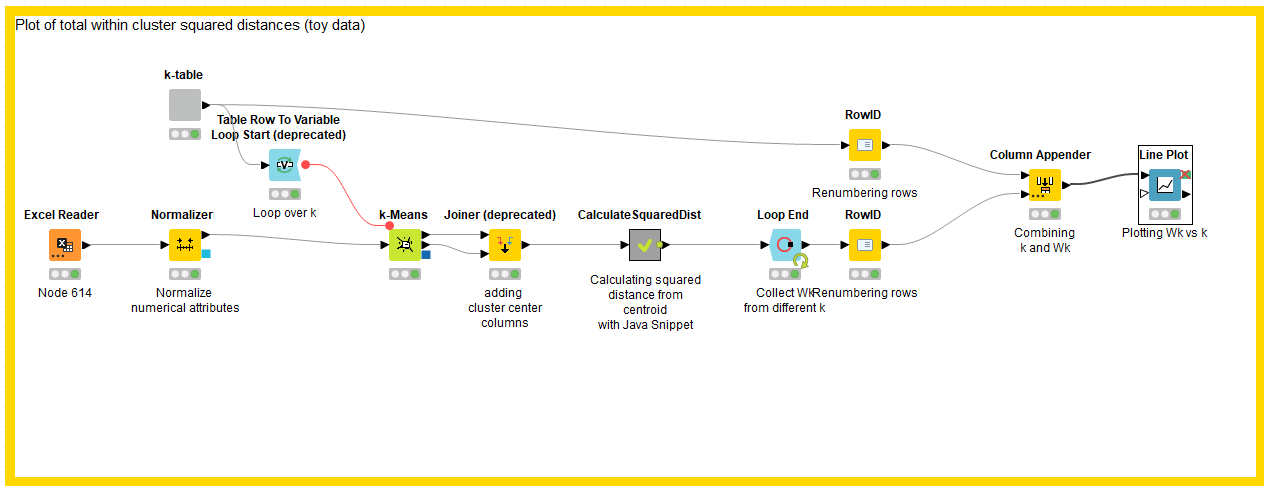 Plot of total within cluster squared distances (toy data)
k-table
Table Row To Variable
Loop Start (deprecated)
V
Loop over k
RowID
Renumbering rows
Column Appender
Combining
k and Wk
Line Plot
Plotting Wk vs k
Excel Reader
X
Node 614
Normalizer
Normalize
numerical attributes
k-Means
Joiner (deprecated)
adding
cluster center
columns
CalculateSquaredDist
Calculating squared
distance from
centroid
with Java Snippet
Loop End
Collect Wk
from different k
RowID
Renumbering rows